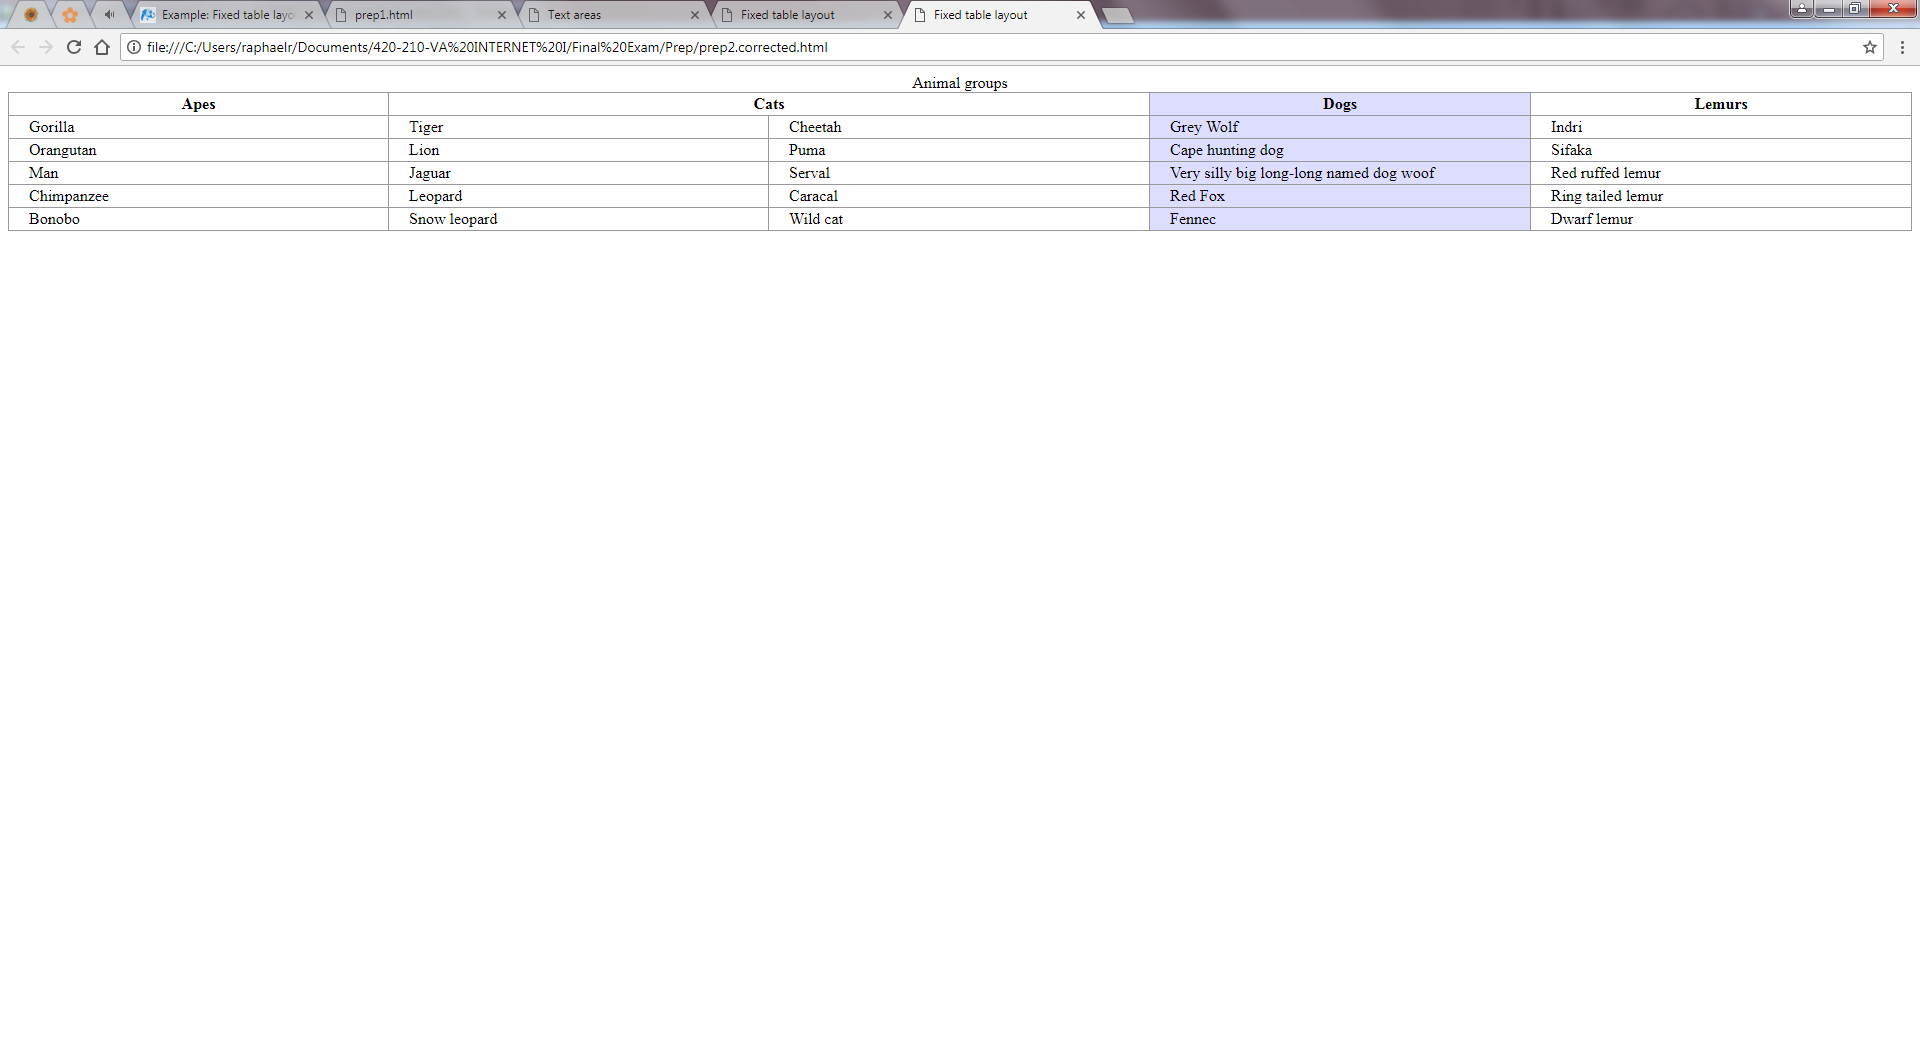 Example: Fixed table layo
prep1.html
Text areas
Fixed table layout
Fixed table layout
file:///C:/Users/raphaelr/Documents/420-210-VA%20INTERNET%20I/Final%20Exam/Prep/prep2.corrected.html
Animal groups
Apes Cats Dogs Lemurs
Gorilla Tiger Cheetah Grey Wolf Indri
Orangutan Lion Puma Cape hunting dog Sifaka
Man Jaguar Serval Very silly big long-long named dog woof Red ruffed lemur
Chimpanzee Leopard Caracal Red Fox Ring tailed lemur
Bonobo Snow leopard Wild cat Fennec Dwarf lemur